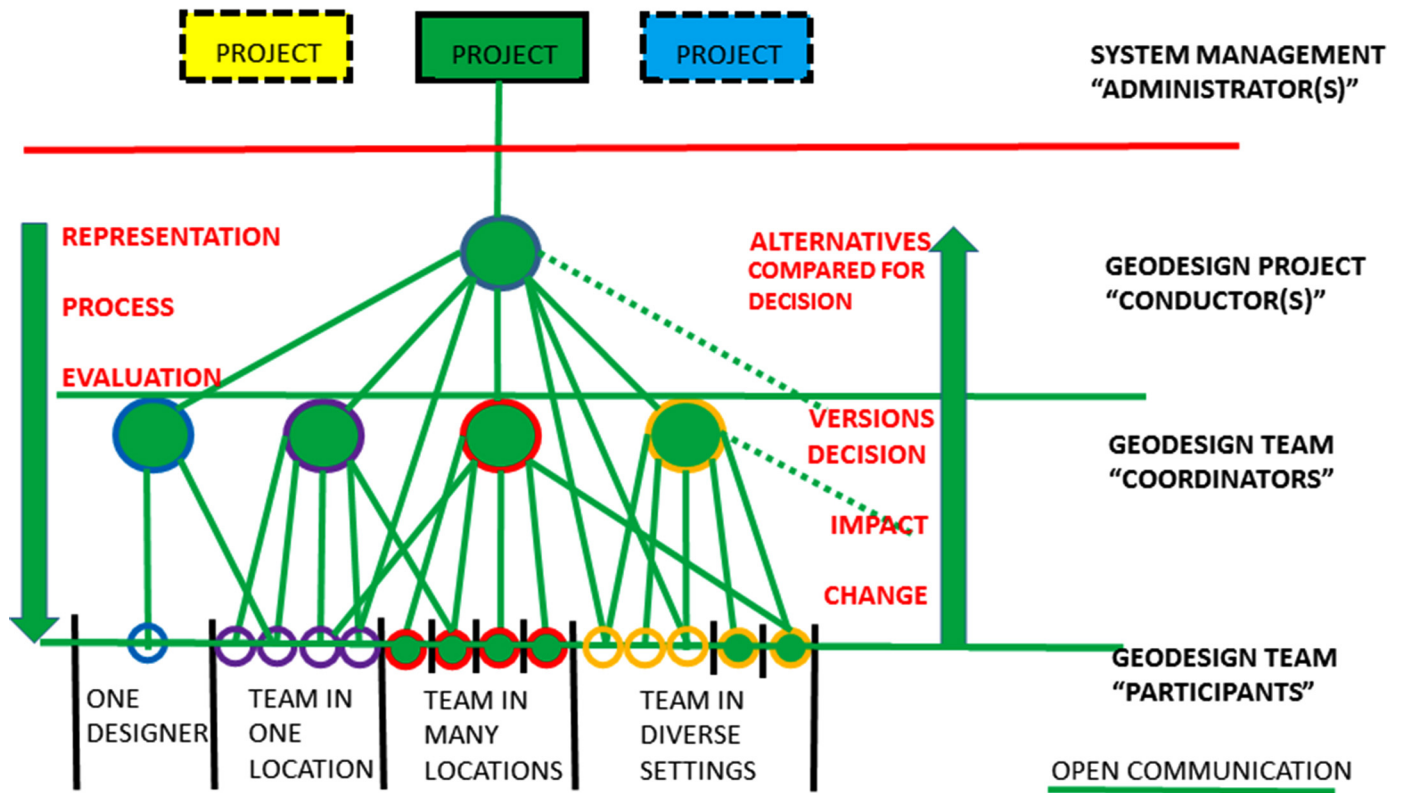 PROJECT
PROJECT
PROJECT
SYSTEM MANAGEMENT
“ADMINISTRATOR(S)”
REPRESENTATION
PROCESS
EVALUATION
ALTERNATIVES
COMPARED FOR
DECISION
GEODESIGN PROJECT
“CONDUCTOR(S)”
VERSIONS
DECISION
IMPACT
CHANGE
GEODESIGN TEAM
“COORDINATORS”
GEODESIGN TEAM
“PARTICIPANTS”
ONE
DESIGNER
TEAM IN
ONE
LOCATION
TEAM IN
MANY
LOCATIONS
TEAM IN
DIVERSE
SETTINGS
OPEN COMMUNICATION